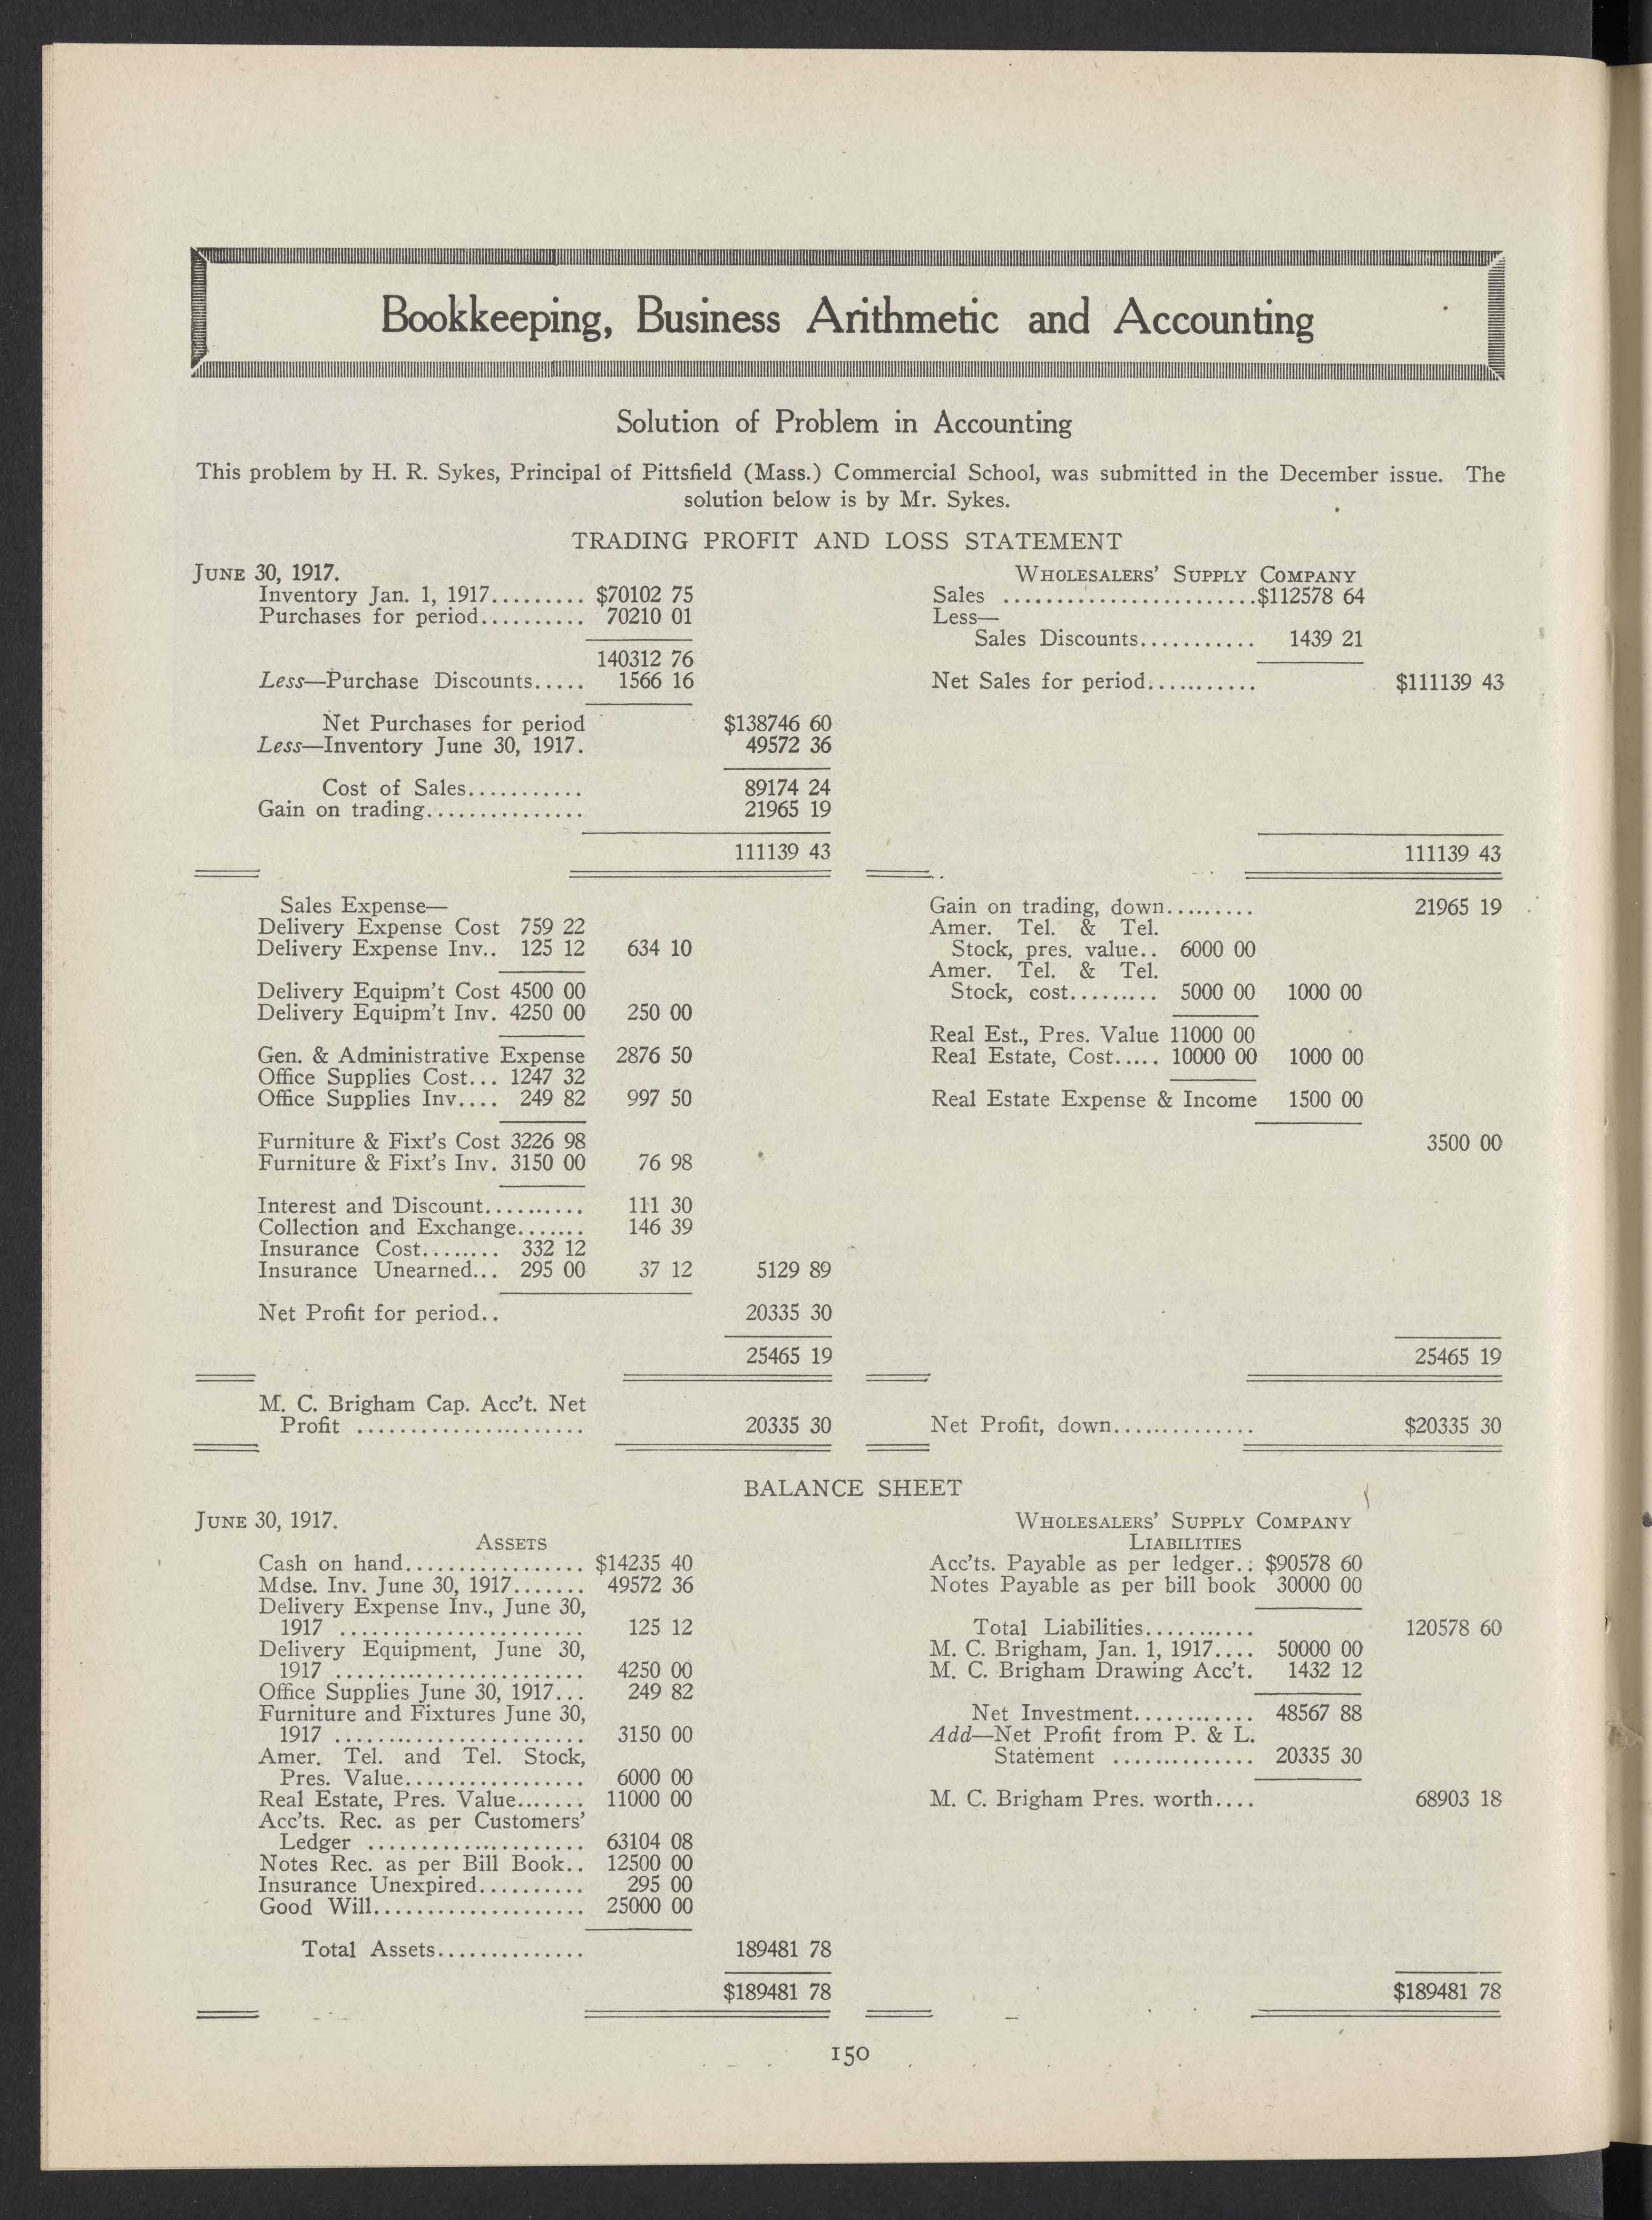 Bookkeeping, Business Arithmetic and Accounting
Solution of Problem in Accounting
This problem by H. R. Sykes, Principal of Pittsfield (Mass.) Commercial School, was submitted in the December issue. The
solution below is by Mr. Sykes.
TRADING PROFIT AND LOSS STATEMENT
JUNE 30, 1917.
Inventory Jan. 1, 1917......... $70102 75
Purchases for period.......... 70210 01
140312 76
Less—Purchase Discounts..... 1566 16
Net Purchases for period $138746 60
Less—Inventory June 30, 1917. 49572 36
Cost of Sales........... 89174 24
Gain on trading............... 21965 19
111139 43
WHOLESALERS' SUPPLY COMPANY
Sales ........................$112578 64
Less—
Sales Discounts........... 1439 21
Net Sales for period........... $111139 43
111139 43
Sales Expense—
Delivery Expense Cost 759 22
Delivery Expense Inv.. 125 12 634 10
Delivery Equipm't Cost 4500 00
Delivery Equipm't Inv. 4250 00 250 00
Gen. & Administrative Expense 2876 50
Office Supplies Cost... 1247 32
Office Supplies Inv.... 249 82 997 50
Furniture & Fixt's Cost 3226 98
Furniture & Fixt's Inv. 3150 00 76 98
Interest and Discount.......... 111 30
Collection and Exchange....... 146 39
Insurance Cost........ 332 12
Insurance Unearned... 295 00 37 12 5129 89
Net Profit for period.. 20335 30
25465 19
M. C. Brigham Cap. Acc't. Net
Profit ...................... 20335 30
Gain on trading, down......... 21965 19
Amer. Tel. & Tel.
Stock, pres. value.. 6000 00
Amer. Tel. & Tel.
Stock, cost......... 5000 00 1000 00
Real Est., Pres. Value 11000 00
Real Estate, Cost..... 10000 00 1000 00
Real Estate Expense & Income 1500 00
3500 00
25465 19
Net Profit, down.............. $20335 30
BALANCE SHEET
JUNE 30, 1917.
ASSETS
Cash on hand................. $14235 40
Mdse. Inv. June 30, 1917....... 49572 36
Delivery Expense Inv., June 30,
1917 ....................... 125 12
Delivery Equipment, June 30,
1917 ....................... 4250 00
Office Supplies June 30, 1917... 249 82
Furniture and Fixtures June 30,
1917 ....................... 3150 00
Amer. Tel. and Tel. Stock,
Pres. Value................. 6000 00
Real Estate, Pres. Value....... 11000 00
Acc'ts. Rec. as per Customers'
Ledger .................... 63104 08
Notes Rec. as per Bill Book.. 12500 00
Insurance Unexpired.......... 295 00
Good Will.................... 25000 00
Total Assets.............. 189481 78
$189481 78
WHOLESALERS' SUPPLY COMPANY
LIABILITIES
Acc'ts. Payable as per ledger.. $90578 60
Notes Payable as per bill book 30000 00
Total Liabilities........... 120578 60
M. C. Brigham, Jan. 1, 1917.... 50000 00
M. C. Brigham Drawing Acc't. 1432 12
Net Investment............ 48567 88
Add—Net Profit from P. & L.
Statement .............. 20335 30
M. C. Brigham Pres. worth.... 68903 18
$189481 78
150